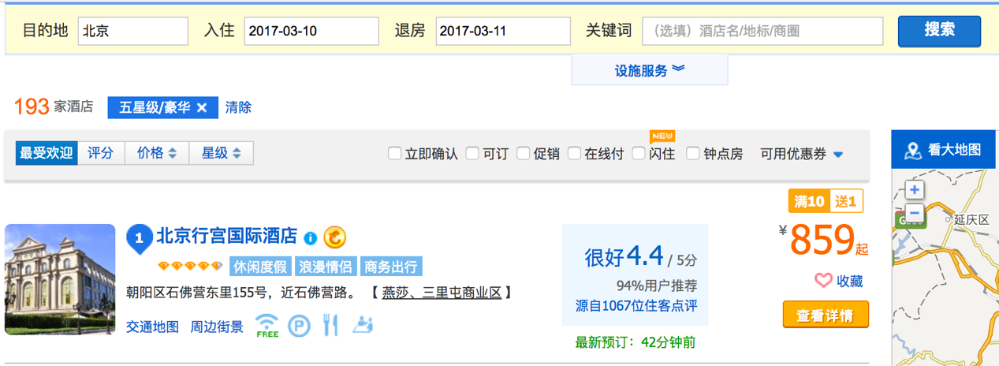 目的地 北京 入住 2017-03-10 退房 2017-03-11 关键词 (选填) 酒店名/地标/商圈 搜索
设施服务
193 家酒店 五星级/豪华 × 清除
NEW
最受欢迎 评分 价格 星级 立即确认 可订 促销 在线付 闪住 钟点房 可用优惠券
看大地图
满10 送1
延庆区
1 北京行宫国际酒店
¥859起
休闲度假 浪漫情侣 商务出行
很好4.4 / 5分
94%用户推荐
收藏
朝阳区石佛营东里155号，近石佛营路。 【 燕莎、三里屯商业区 】
源自1067位住客点评
查看详情
交通地图 周边街景 FREE P
最新预订：42分钟前